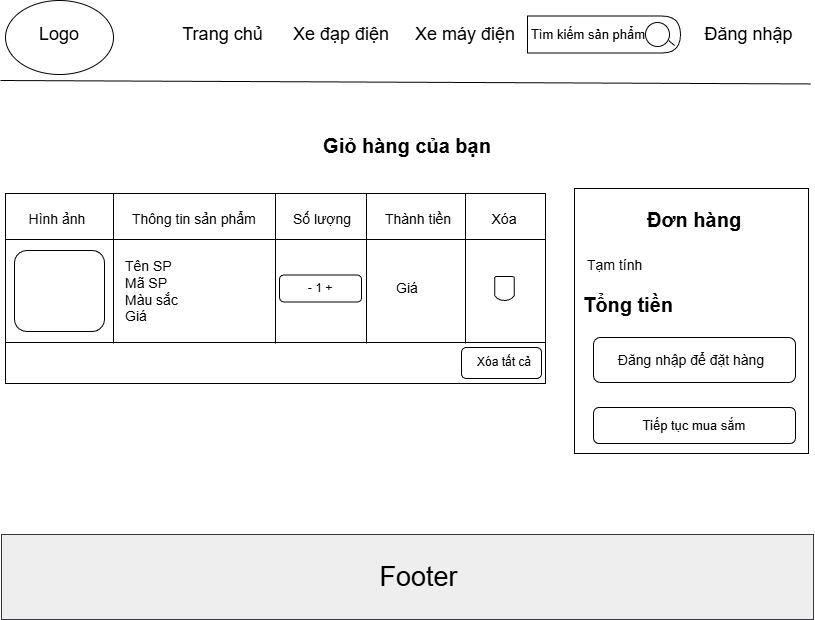 Logo
Trang chủ
Xe đạp điện
Xe máy điện
Tìm kiếm sản phẩm
Đăng nhập
Giỏ hàng của bạn
Hình ảnh
Thông tin sản phẩm
Số lượng
Thành tiền
Xóa
Tên SP
Mã SP
Màu sắc
Giá
- 1 +
Giá
Xóa tất cả
Đơn hàng
Tạm tính
Tổng tiền
Đăng nhập để đặt hàng
Tiếp tục mua sắm
Footer